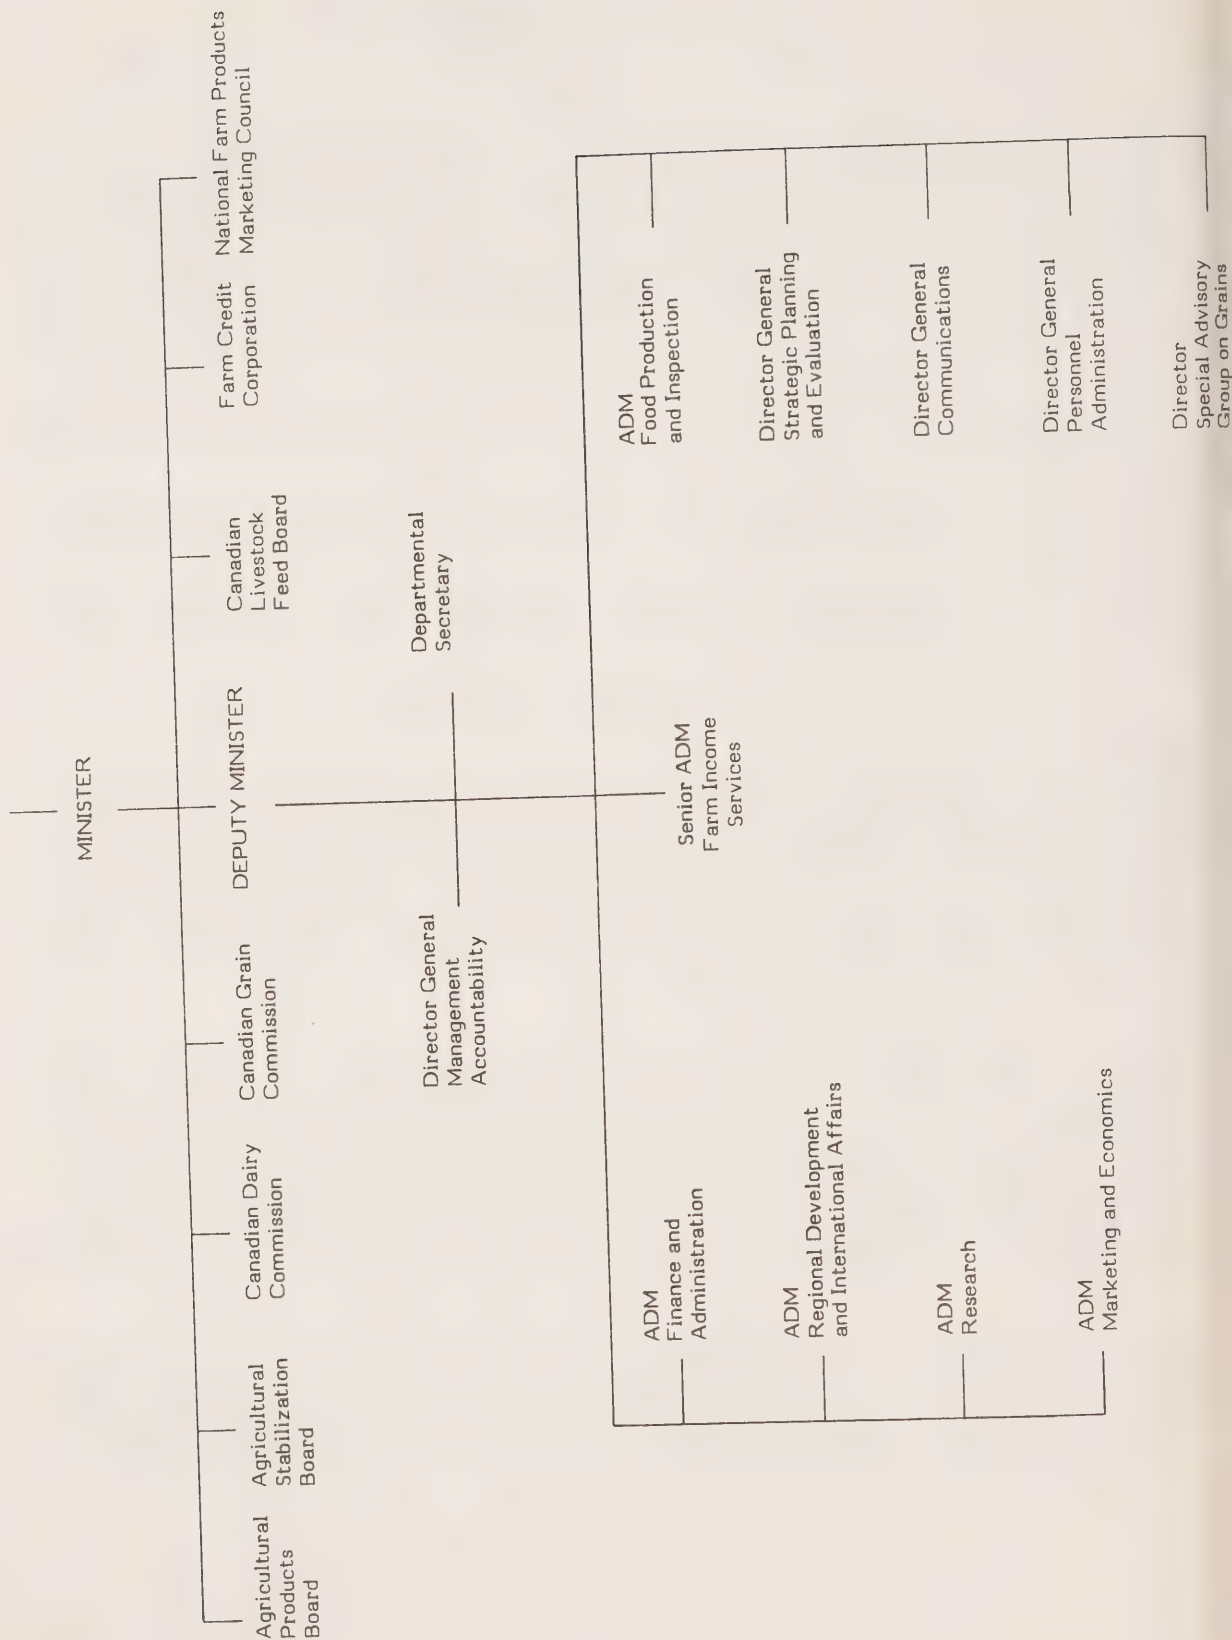 MINISTER
Agricultural
Products
Board
Agricultural
Stabilization
Board
Canadian Dairy
Commission
Canadian Grain
Commission
DEPUTY MINISTER
Canadian
Livestock
Feed Board
Farm Credit
Corporation
National Farm Products
Marketing Council
Director General
Management
Accountability
Departmental
Secretary
Senior ADM
Farm Income
Services
ADM
Finance and
Administration
ADM
Regional Development
and International Affairs
ADM
Research
ADM
Marketing and Economics
ADM
Food Production
and Inspection
Director General
Strategic Planning
and Evaluation
Director General
Communications
Director General
Personnel
Administration
Director
Special Advisory
Group on Grains